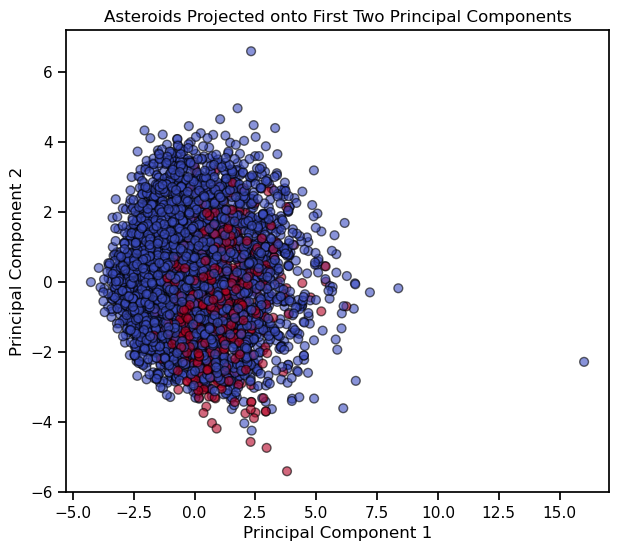 Asteroids Projected onto First Two Principal Components
6
4
2
0
−2
−4
−6
Principal Component 2
−5.0 −2.5 0.0 2.5 5.0 7.5 10.0 12.5 15.0
Principal Component 1